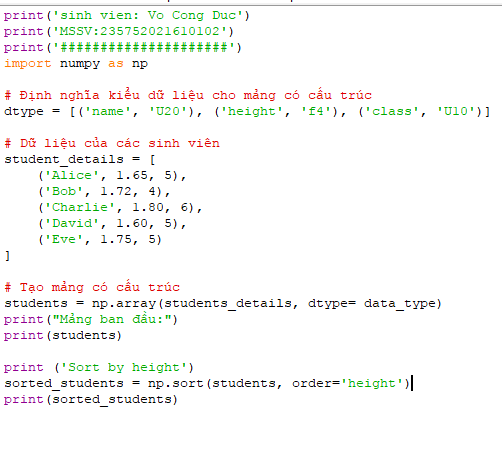 print('sinh vien: Vo Cong Duc')
print('MSSV:235752021610102')
print('#####################')
import numpy as np

# Định nghĩa kiểu dữ liệu cho mảng có cấu trúc
dtype = [('name', 'U20'), ('height', 'f4'), ('class', 'U10')]

# Dữ liệu của các sinh viên
student_details = [
    ('Alice', 1.65, 5),
    ('Bob', 1.72, 4),
    ('Charlie', 1.80, 6),
    ('David', 1.60, 5),
    ('Eve', 1.75, 5)
]

# Tạo mảng có cấu trúc
students = np.array(students_details, dtype= data_type)
print("Mảng ban đầu:")
print(students)

print ('Sort by height')
sorted_students = np.sort(students, order='height')
print(sorted_students)